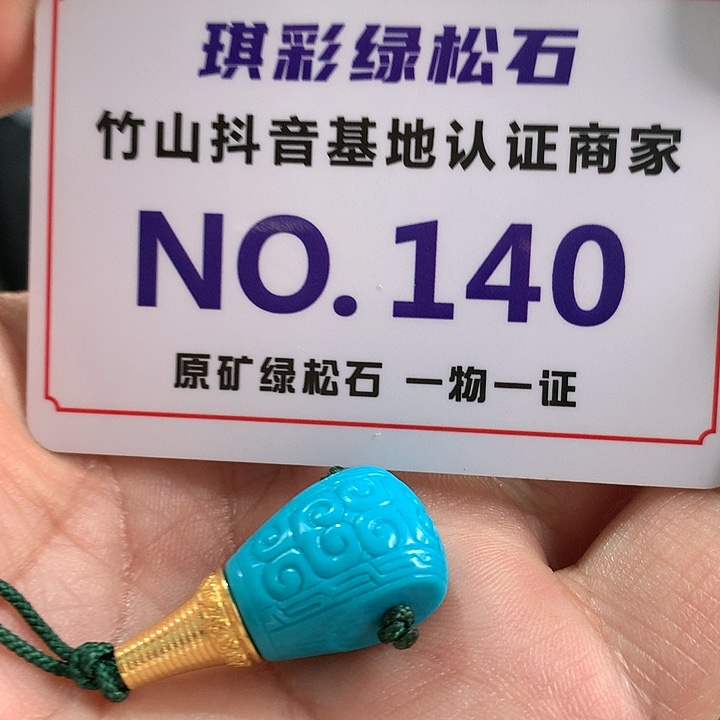 琪彩绿松石
竹山抖音基地认证商家
NO.140
原矿绿松石 一物一证